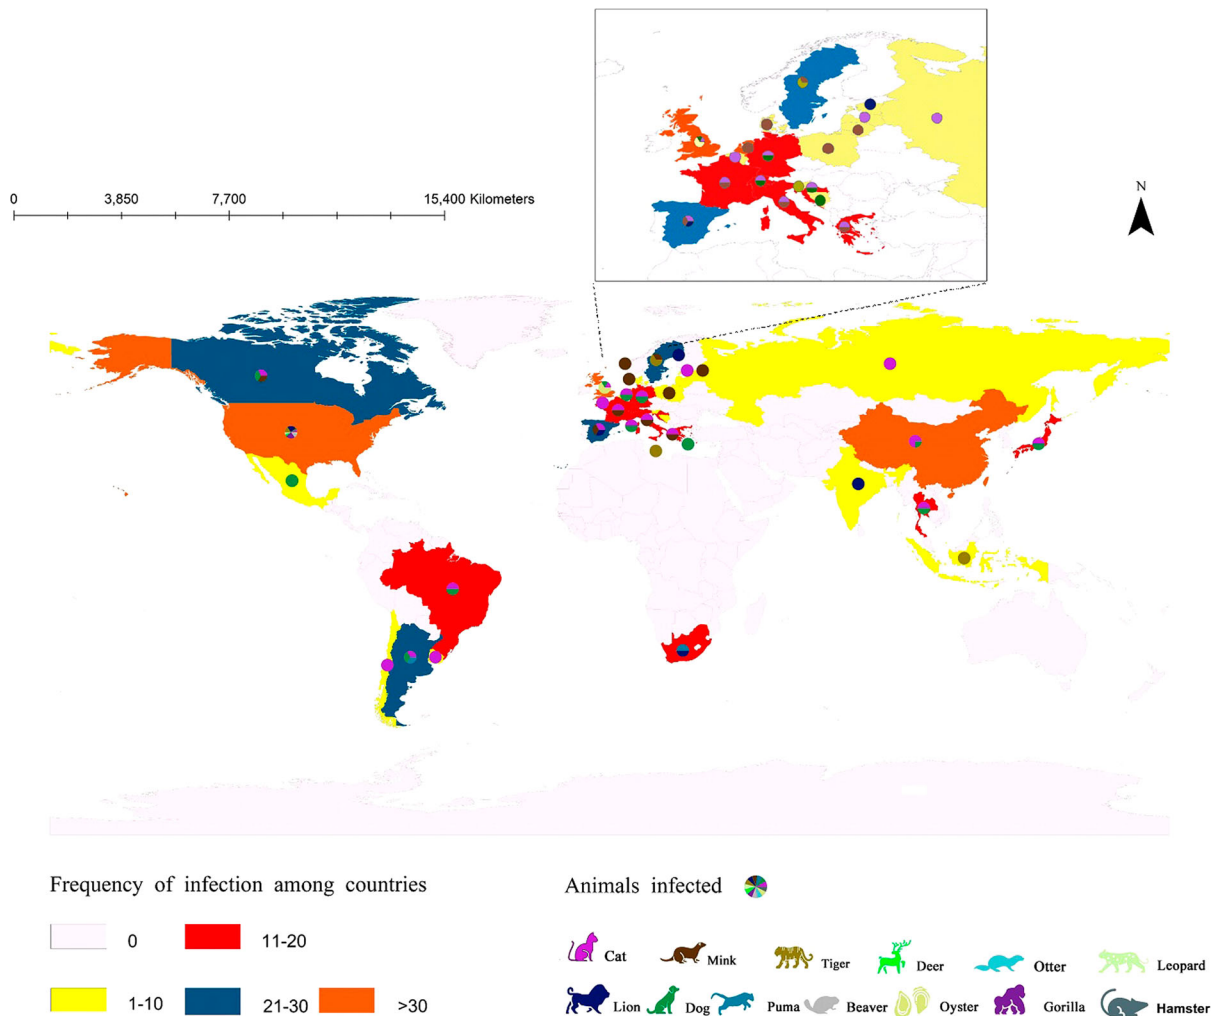 0 3,850 7,700 15,400 Kilometers
N
Frequency of infection among countries
Animals infected
0 11-20
1-10 21-30 >30
Cat Mink Tiger Deer Otter Leopard
Lion Dog Puma Beaver Oyster Gorilla Hamster